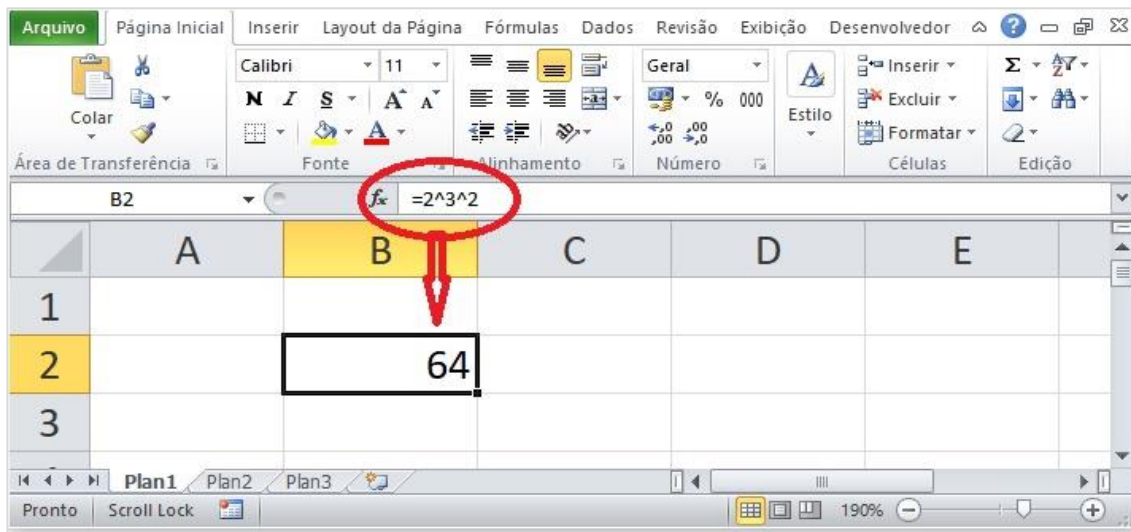 Arquivo Página Inicial Inserir Layout da Página Fórmulas Dados Revisão Exibição Desenvolvedor
Calibri 11 Geral Inserir Σ
N I S A A % 000 Estilo Excluir
Colar A ,00 ,0 Formatar
Área de Transferência Fonte Alinhamento Número Células Edição
B2 fx =2^3^2
A B C D E
1
2 64
3
Plan1 Plan2 Plan3
Pronto Scroll Lock 190%